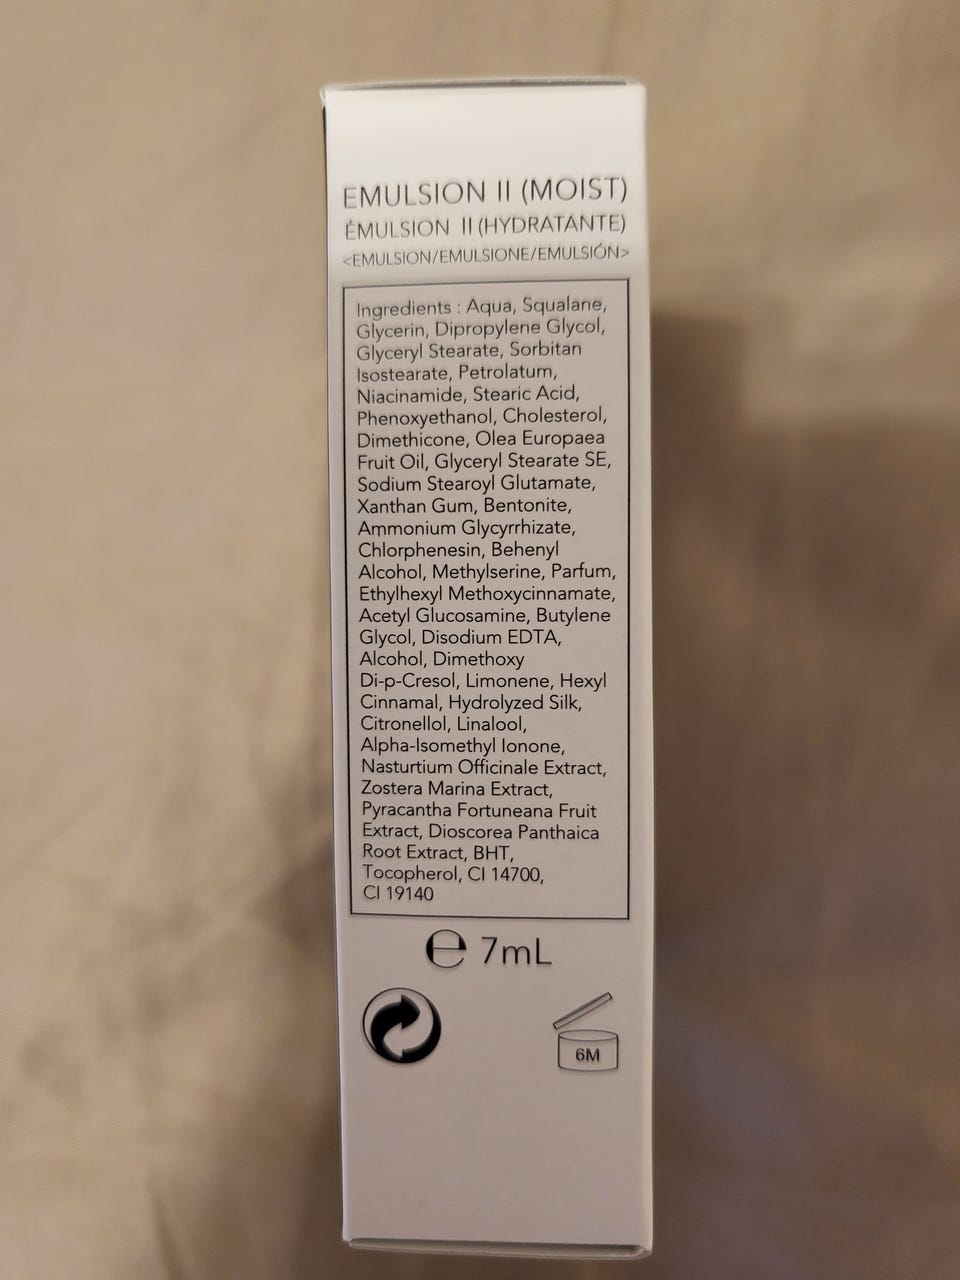 EMULSION II (MOIST)
ÉMULSION II (HYDRATANTE)
<EMULSION/EMULSIONE/EMULSIÓN>
Ingredients : Aqua, Squalane,
Glycerin, Dipropylene Glycol,
Glyceryl Stearate, Sorbitan
Isostearate, Petrolatum,
Niacinamide, Stearic Acid,
Phenoxyethanol, Cholesterol,
Dimethicone, Olea Europaea
Fruit Oil, Glyceryl Stearate SE,
Sodium Stearoyl Glutamate,
Xanthan Gum, Bentonite,
Ammonium Glycyrrhizate,
Chlorphenesin, Behenyl
Alcohol, Methylserine, Parfum,
Ethylhexyl Methoxycinnamate,
Acetyl Glucosamine, Butylene
Glycol, Disodium EDTA,
Alcohol, Dimethoxy
Di-p-Cresol, Limonene, Hexyl
Cinnamal, Hydrolyzed Silk,
Citronellol, Linalool,
Alpha-Isomethyl Ionone,
Nasturtium Officinale Extract,
Zostera Marina Extract,
Pyracantha Fortuneana Fruit
Extract, Dioscorea Panthaica
Root Extract, BHT,
Tocopherol, CI 14700,
CI 19140
℮ 7mL
6M